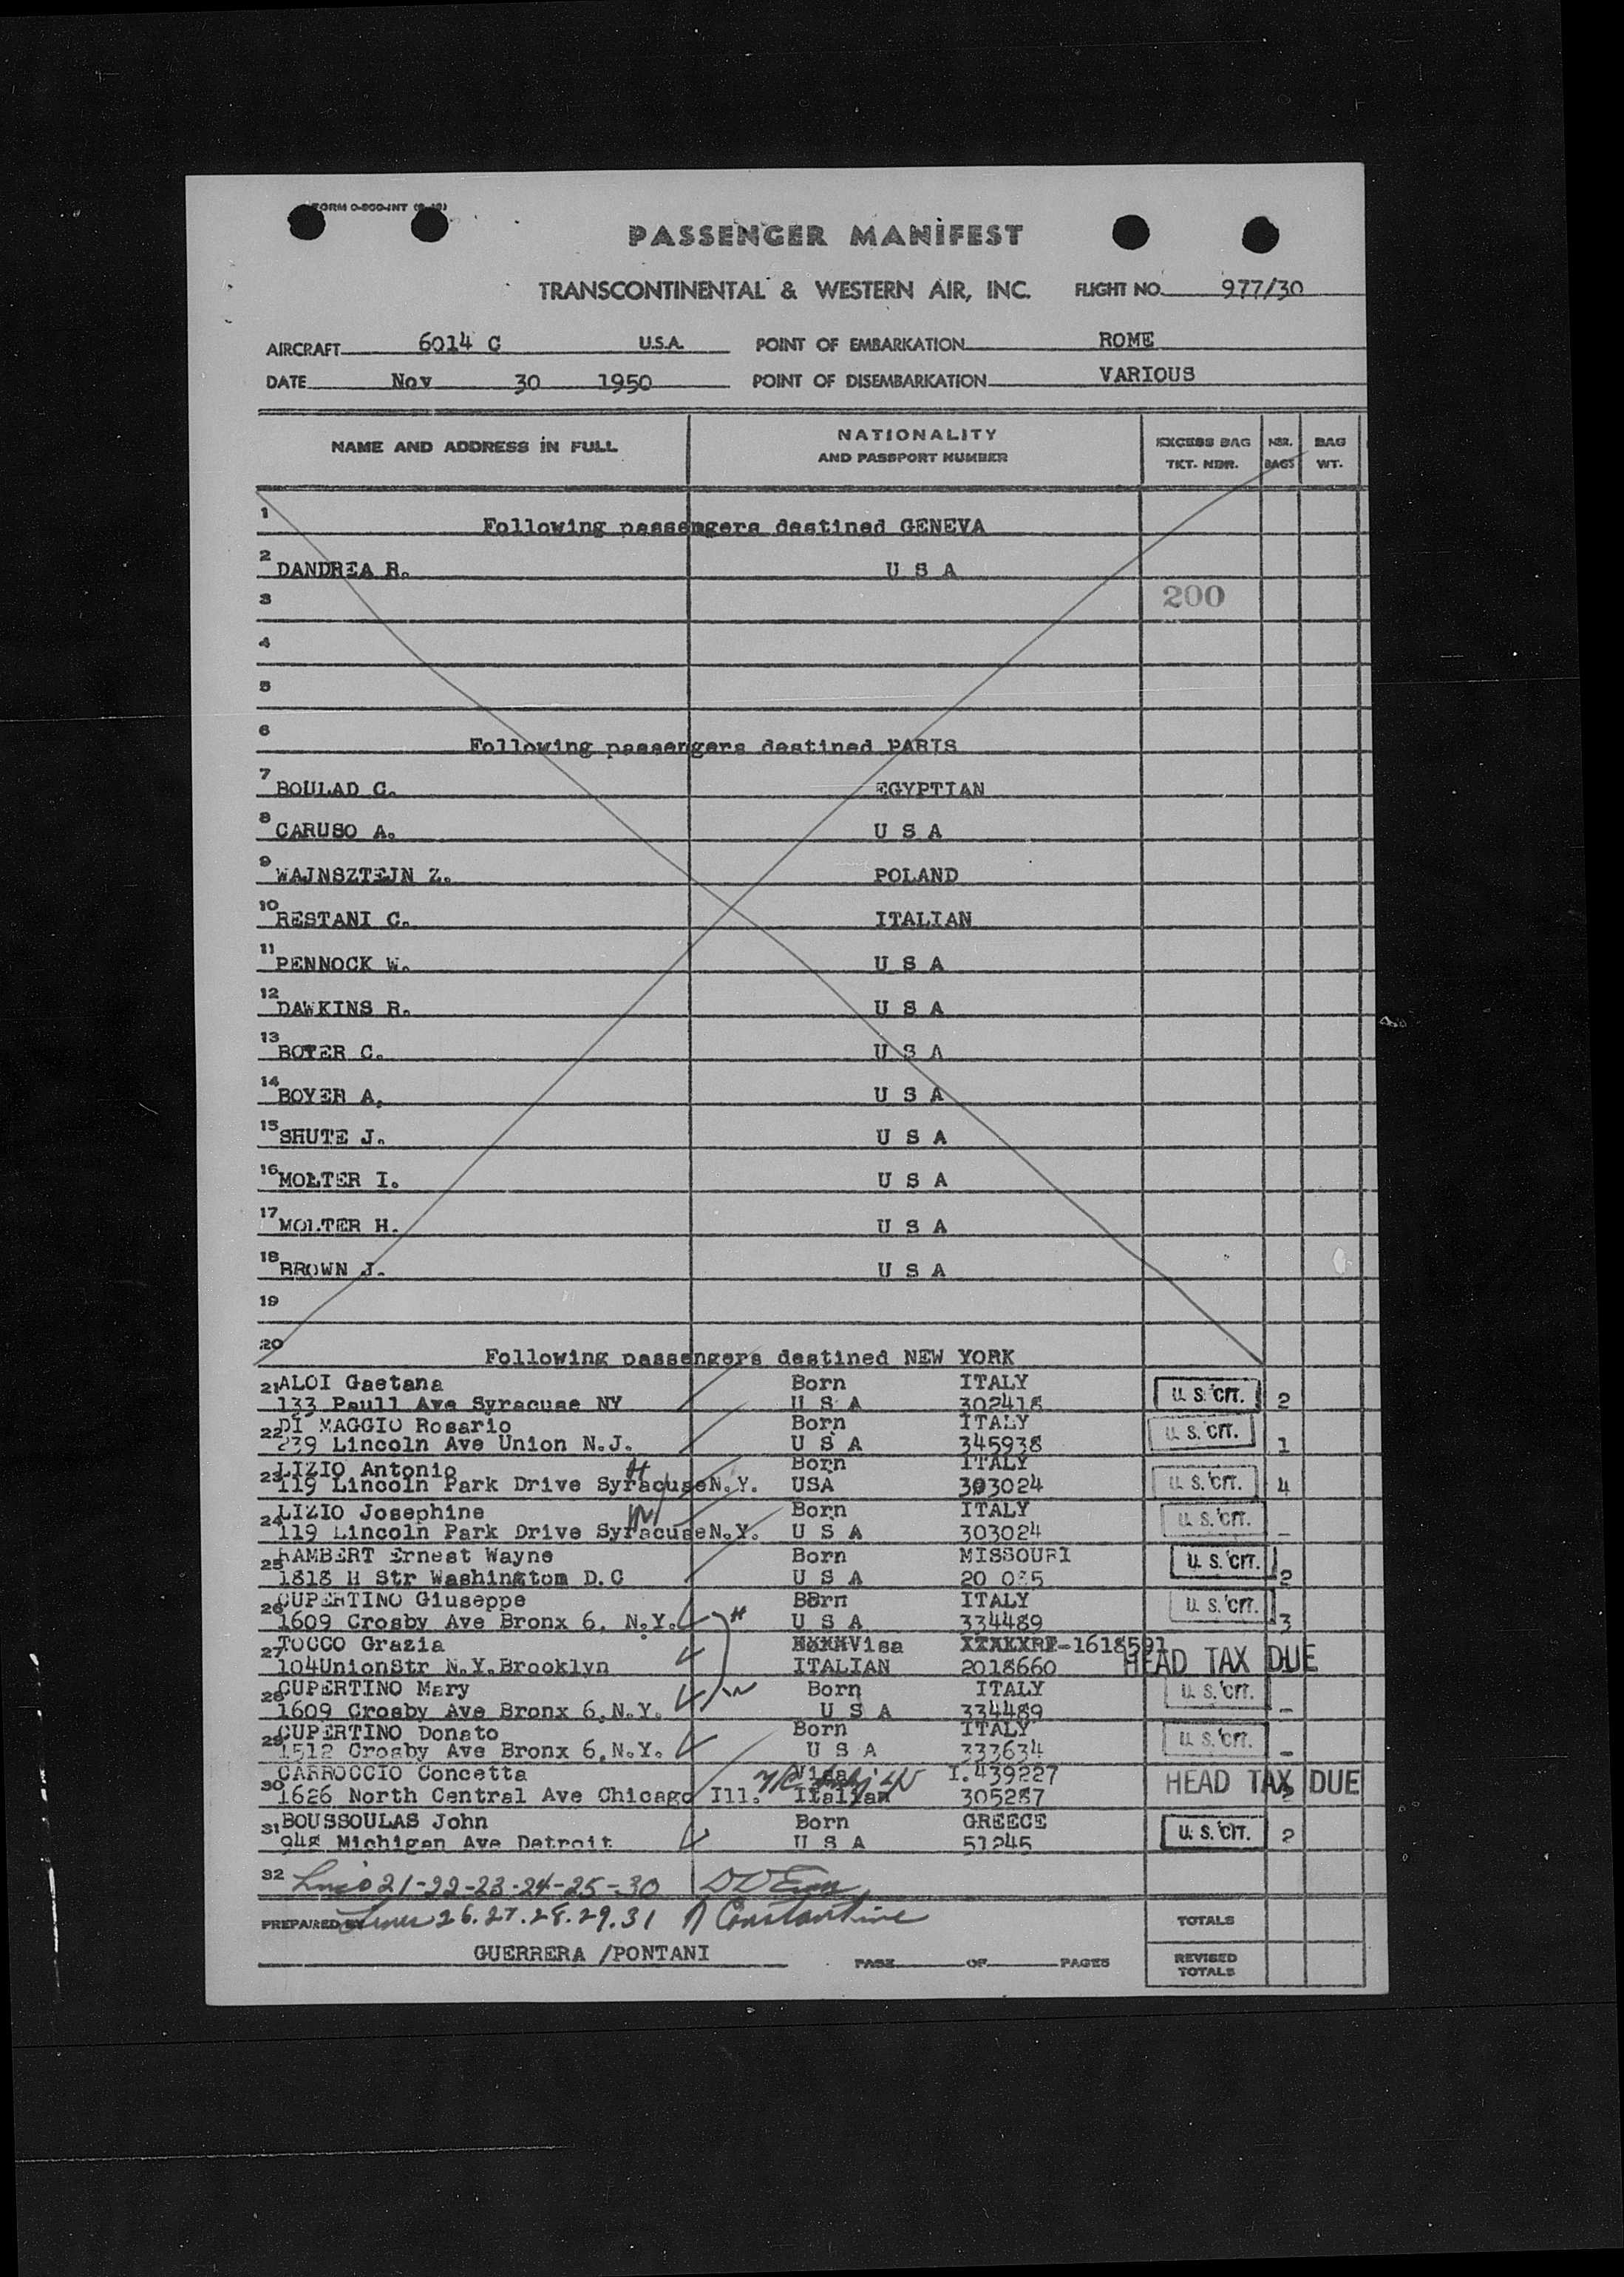 FORM O-800-INT
PASSENGER MANIFEST
TRANSCONTINENTAL & WESTERN AIR, INC. FLIGHT NO. 977/30
AIRCRAFT 6014 C U.S.A. POINT OF EMBARKATION ROME
DATE Nov 30 1950 POINT OF DISEMBARKATION VARIOUS
NAME AND ADDRESS IN FULL NATIONALITY AND PASSPORT NUMBER EXCESS BAG TKT. NBR. NBR. BAGS BAG WT.
1 Following passengers destined GENEVA
2 DANDREA R. U S A
3 200
4
5
6 Following passengers destined PARIS
7 BOULAD C. EGYPTIAN
8 CARUSO A. U S A
9 WAJNSZTEJN Z. POLAND
10 RESTANI C. ITALIAN
11 PENNOCK W. U S A
12 DAWKINS R. U S A
13 BOYER C. U S A
14 BOYER A. U S A
15 SHUTE J. U S A
16 MOLTER I. U S A
17 MOLTER H. U S A
18 BROWN J. U S A
19
20 Following passengers destined NEW YORK
21 ALOI Gaetana Born ITALY
133 Paull Ave Syracuse NY U S A 302418 U. S. CIT. 2
22 DI MAGGIO Rosario Born ITALY
239 Lincoln Ave Union N.J. U S A 345938 U. S. CIT. 1
23 LIZIO Antonio Born ITALY
119 Lincoln Park Drive Syracuse N.Y. USA 303024 U. S. CIT. 4
24 LIZIO Josephine Born ITALY
119 Lincoln Park Drive Syracuse N.Y. U S A 303024 U. S. CIT. -
25 Ernest Wayne Born MISSOURI
1818 H Str Washingtom D.C U S A 20 U. S. CIT. 2
26 CUPERTINO Giuseppe Born ITALY
1609 Crosby Ave Bronx 6, N.Y. H U S A 334489 U. S. CIT. 3
27 TOCCO Grazia Visa -1618591
104UnionStr N.Y.Brooklyn ITALIAN 2018660 HEAD TAX DUE
28 CUPERTINO Mary Born ITALY
1609 Crosby Ave Bronx 6,N.Y. W U S A 334489 U. S. CIT. -
29 CUPERTINO Donato Born ITALY
1512 Crosby Ave Bronx 6,N.Y. U S A 333634 U. S. CIT. -
30 CARROCCIO Concetta Visa I.439227
1626 North Central Ave Chicago Ill. Italian 305287 HEAD TAX DUE
31 BOUSSOULAS John Born GREECE
948 Michigan Ave Detroit U S A 51245 U. S. CIT. 2
32 21-22-23-24-25-30
PREPARED BY Lines 26.27.28.29.31 Constantine TOTALS
GUERRERA /PONTANI PAGE OF PAGES REVISED TOTALS